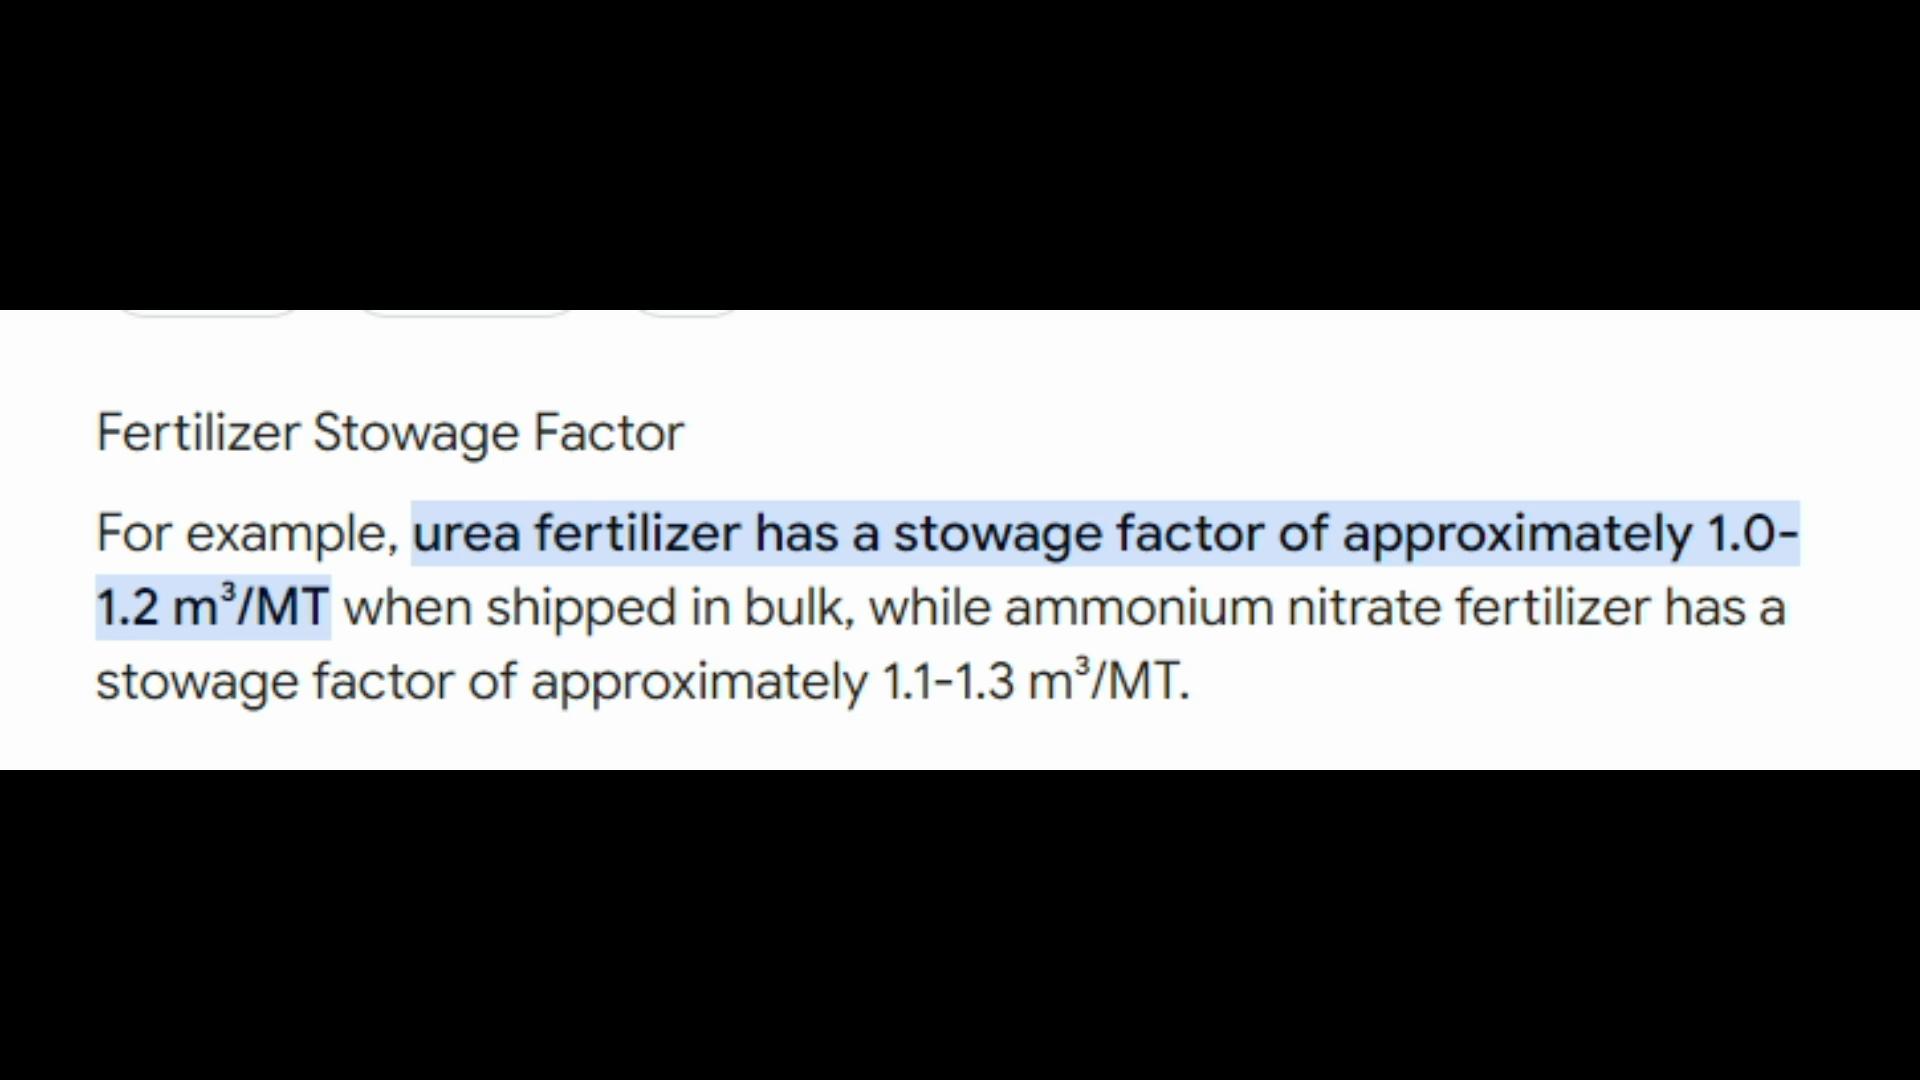 Fertilizer Stowage Factor
For example, urea fertilizer has a stowage factor of approximately 1.0-
1.2 m³/MT when shipped in bulk, while ammonium nitrate fertilizer has a
stowage factor of approximately 1.1-1.3 m³/MT.